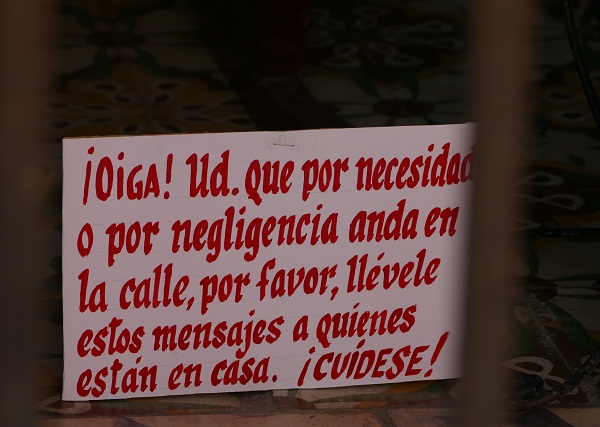 ¡OiGA! Ud. que por necesidad
o por negligencia anda en
la calle, por favor, llévele
estos mensajes a quienes
están en casa. ¡CUÍDESE!